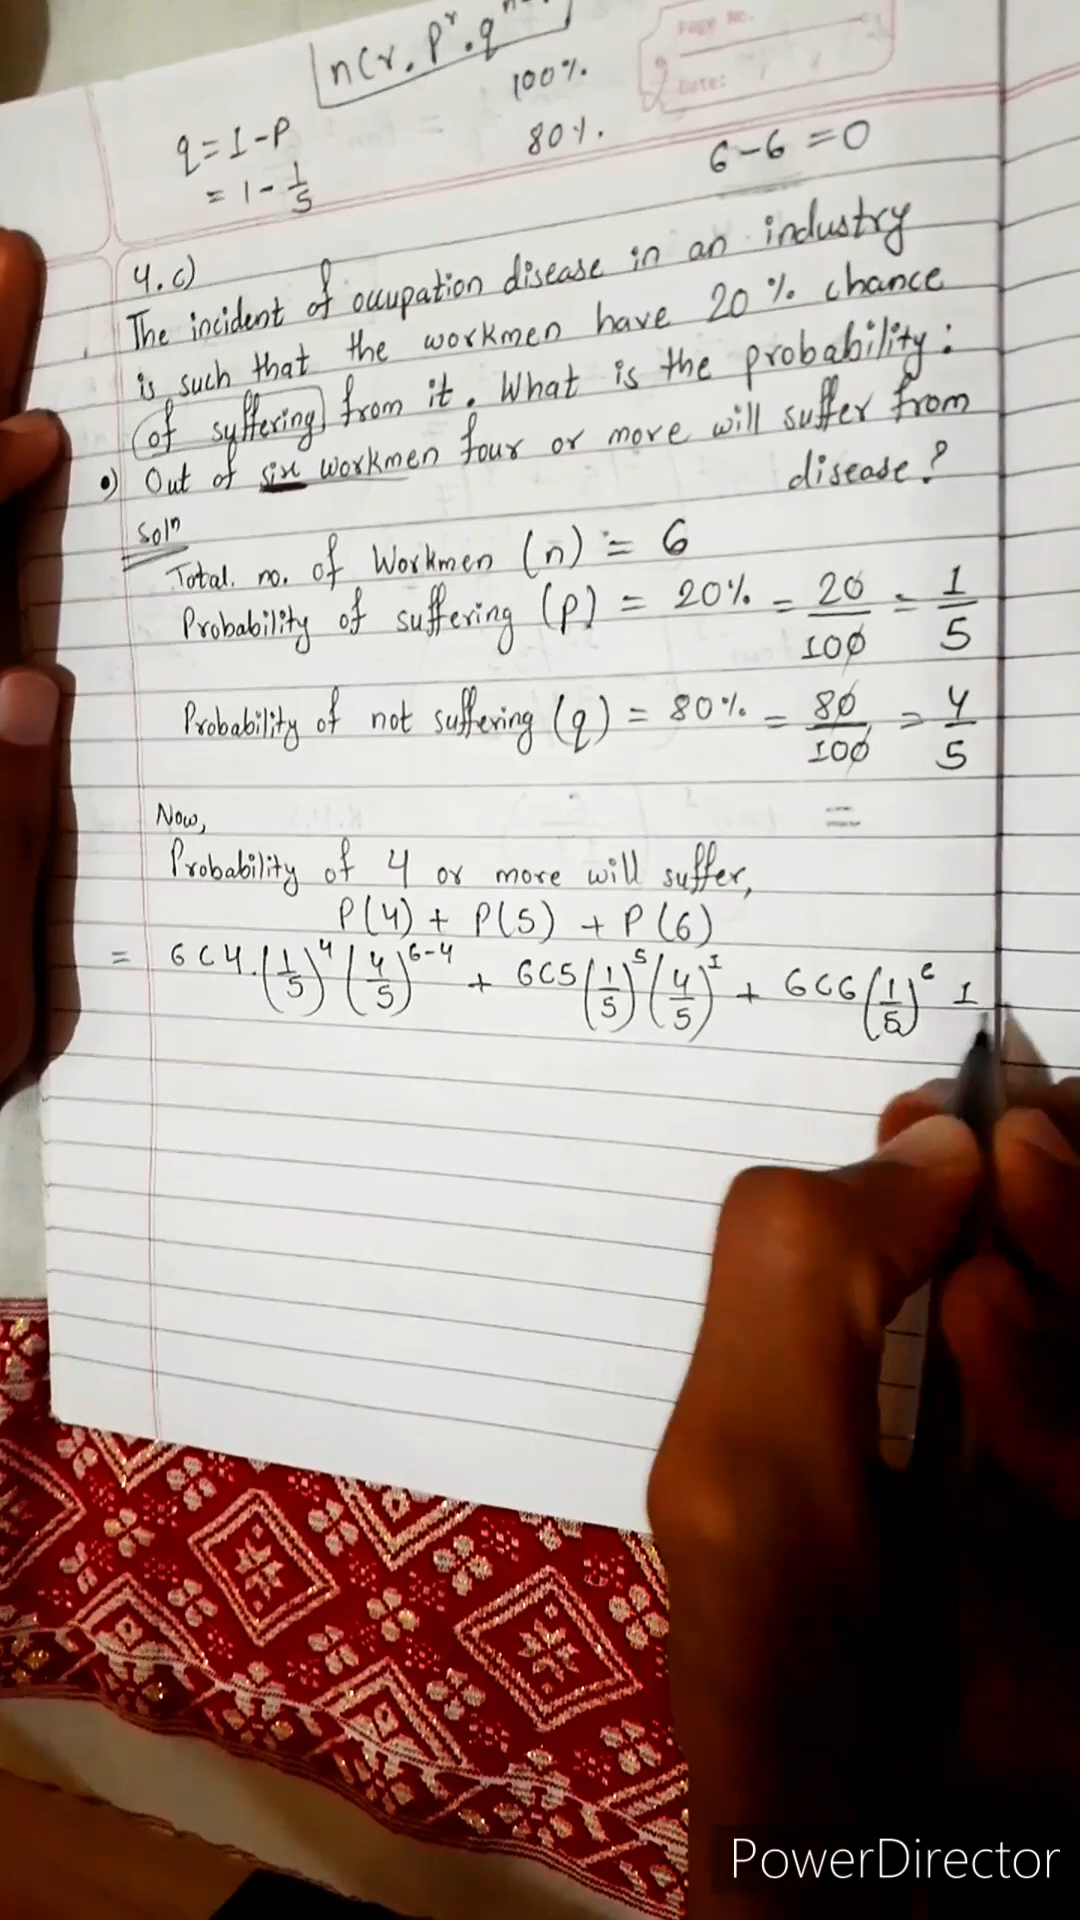 nCr. p^r. q^n-
Page No.
Date:
100%
80%.
q = 1 - p
= 1 - 1/5
6-6 = 0
4.c)
The incident of ouupation disease in an industry
is such that the workmen have 20% chance
of suffering from it. What is the probability:
•) Out of six workmen four or more will suffer from
disease?
Soln
Total. no. of Workmen (n) = 6
Probability of suffering (p) = 20% = 20/100 = 1/5
Probability of not suffering (q) = 80% = 80/100 = 4/5
=
Now,
Probability of 4 or more will suffer,
P(4) + P(5) + P(6)
= 6C4.(1/5)^4 (4/5)^6-4 + 6C5 (1/5)^5 (4/5)^1 + 6C6 (1/5)^6 1
PowerDirector